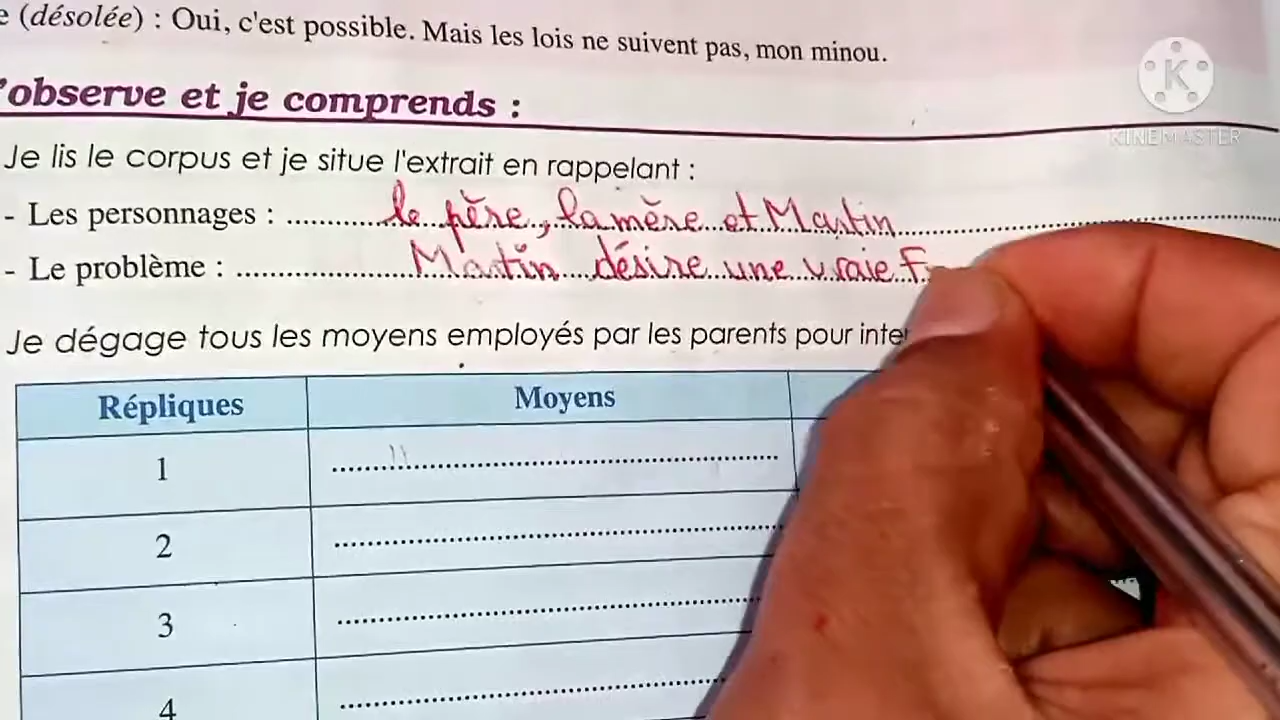 e (désolée) : Oui, c'est possible. Mais les lois ne suivent pas, mon minou.
'observe et je comprends :
K
KINEMASTER
Je lis le corpus et je situe l'extrait en rappelant :
- Les personnages : le père, la mère et Martin
- Le problème : Martin désire une vraie F
Je dégage tous les moyens employés par les parents pour inter
Répliques Moyens
1
2
3
4